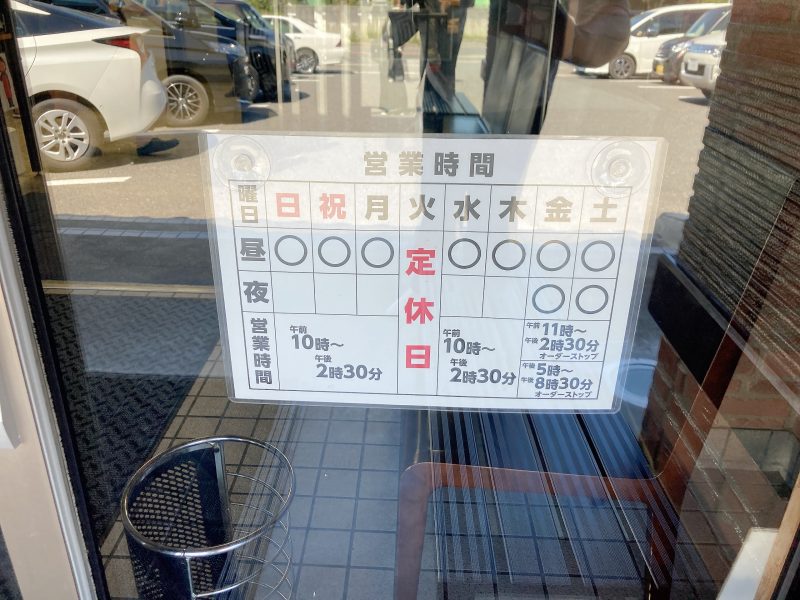 営業時間
曜日 日 祝 月 火 水 木 金 土
昼 ○ ○ ○ 定休日 ○ ○ ○ ○
夜 ○ ○
営業時間
午前10時〜
午後2時30分
午前10時〜
午後2時30分
午前11時〜
午後2時30分
オーダーストップ
午後5時〜
午後8時30分
オーダーストップ